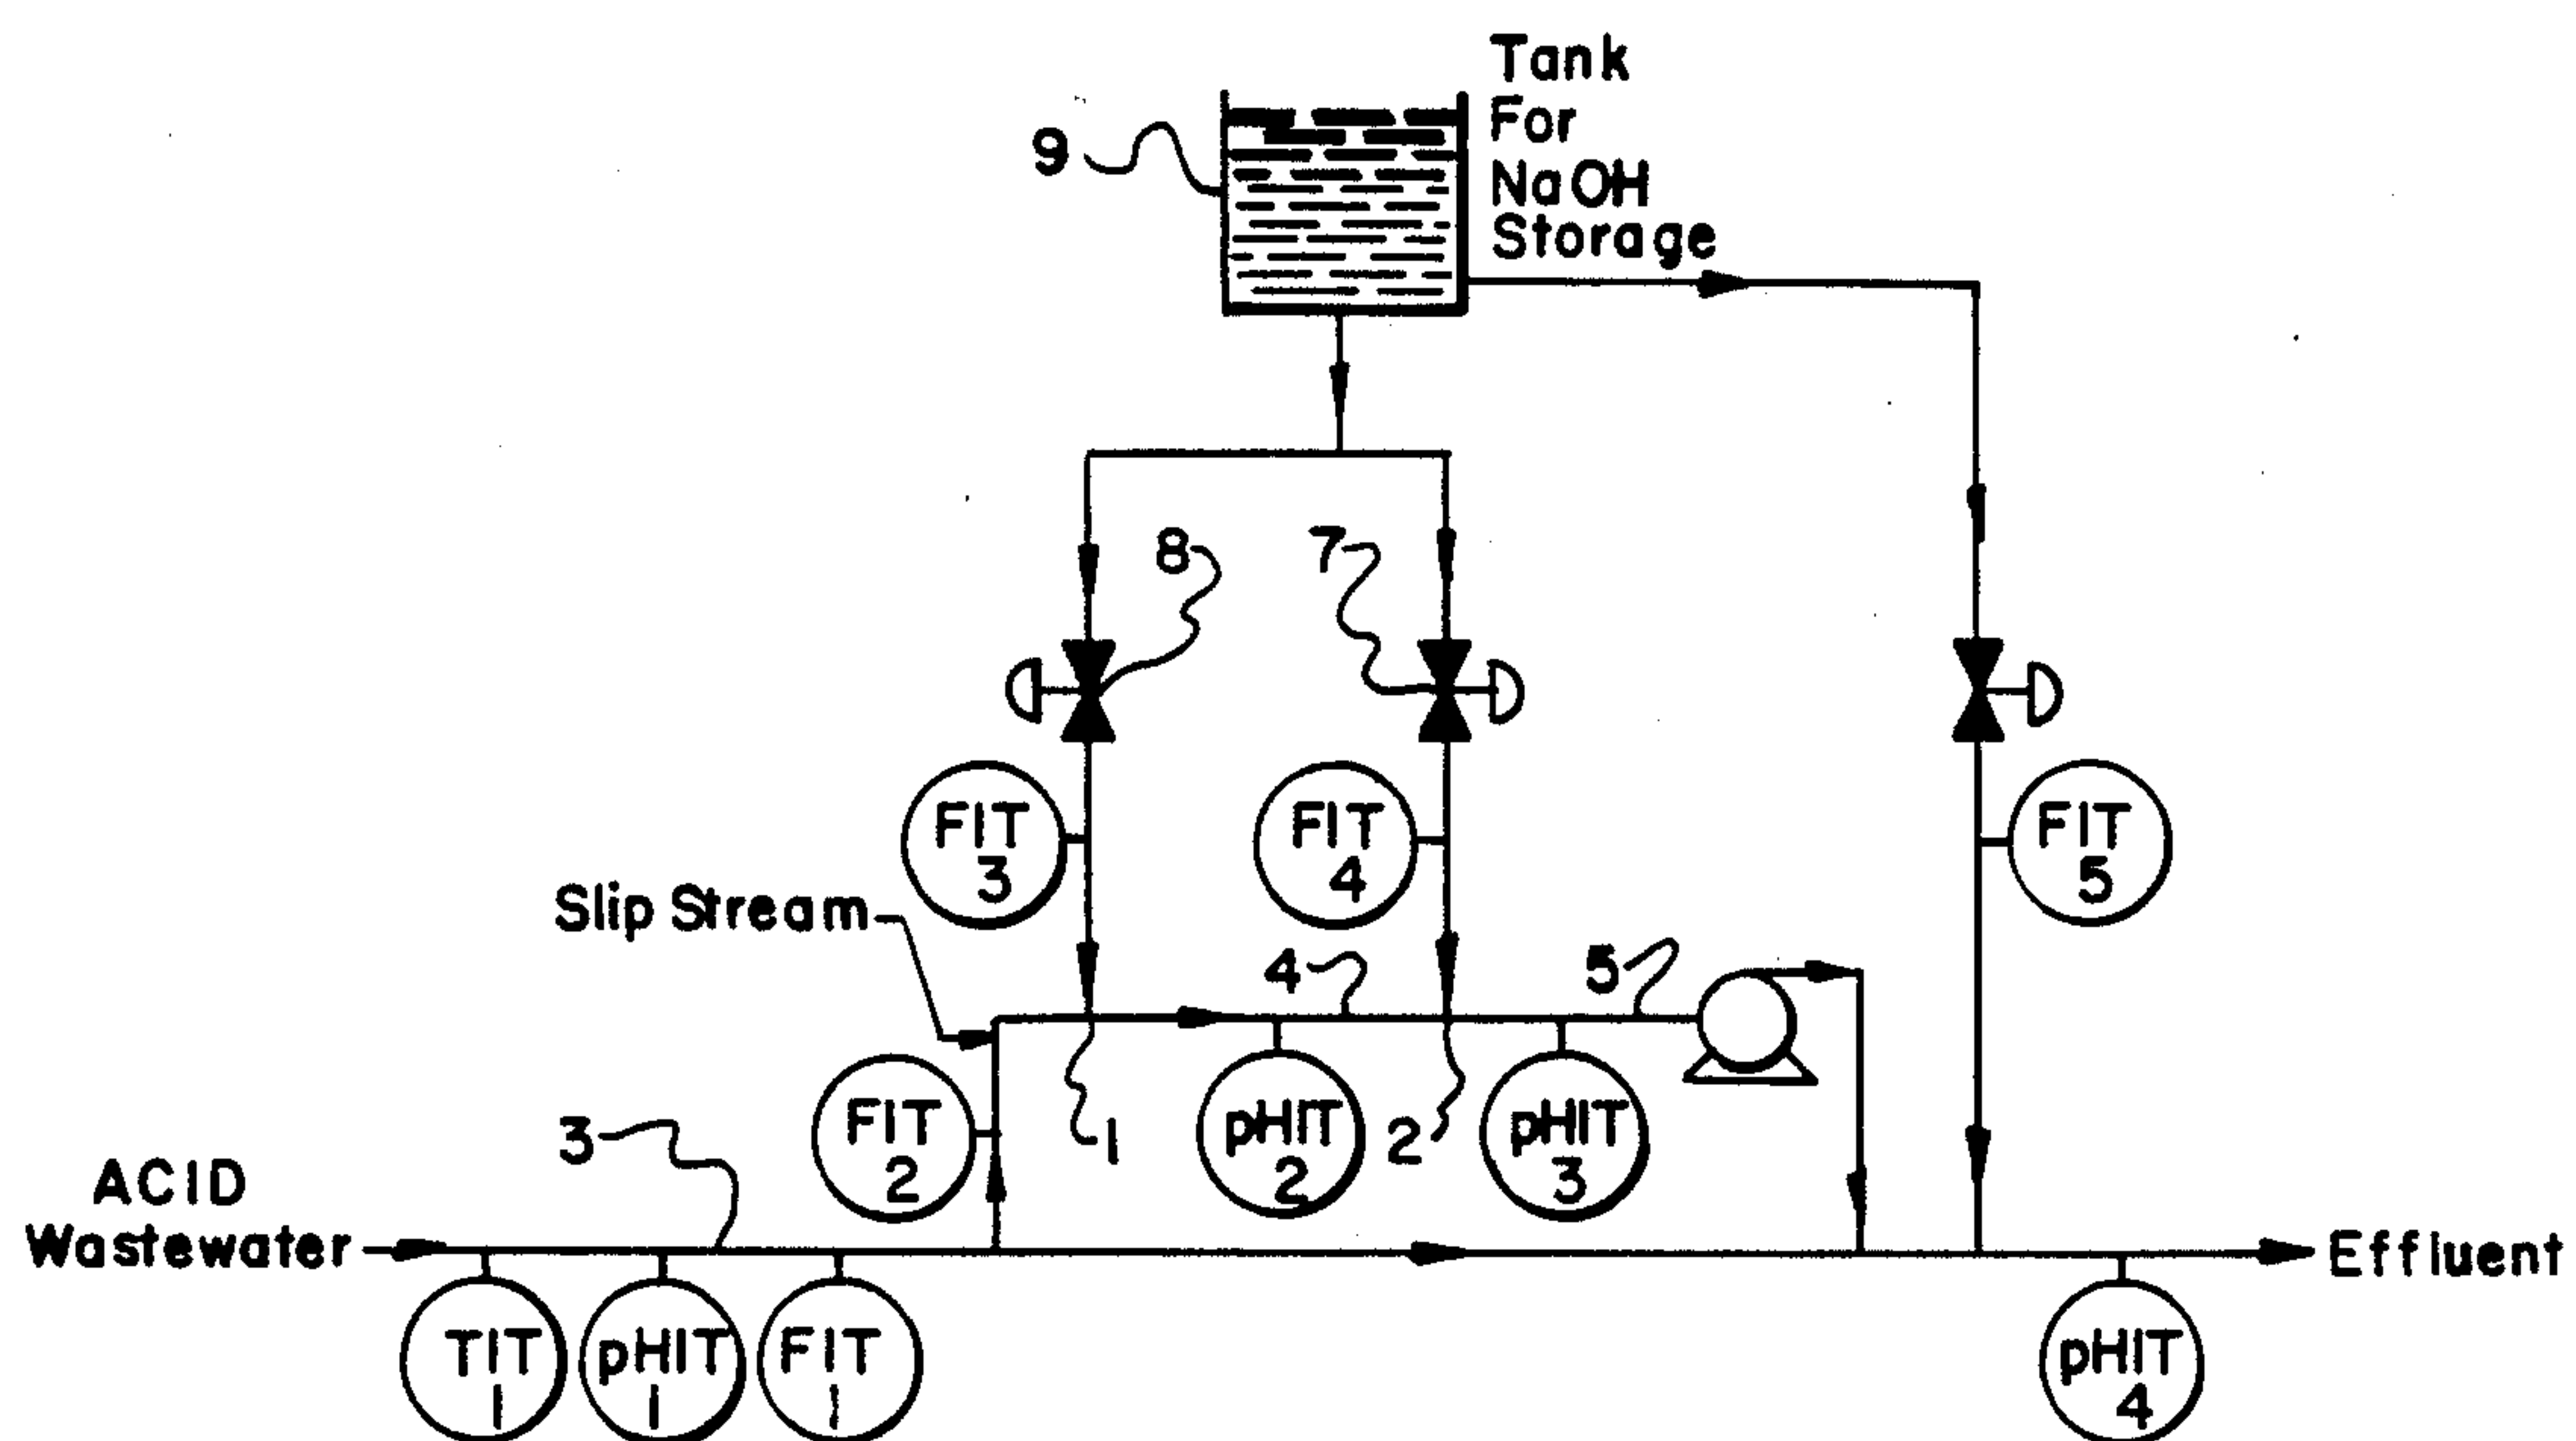 Tank
For
NaOH
Storage
9
8
7
FIT
3
FIT
4
FIT
5
Slip Stream
4
5
FIT
2
1
pHIT
2
2
pHIT
3
3
ACID
Wastewater
Effluent
TIT
1
pHIT
1
FIT
1
pHIT
4